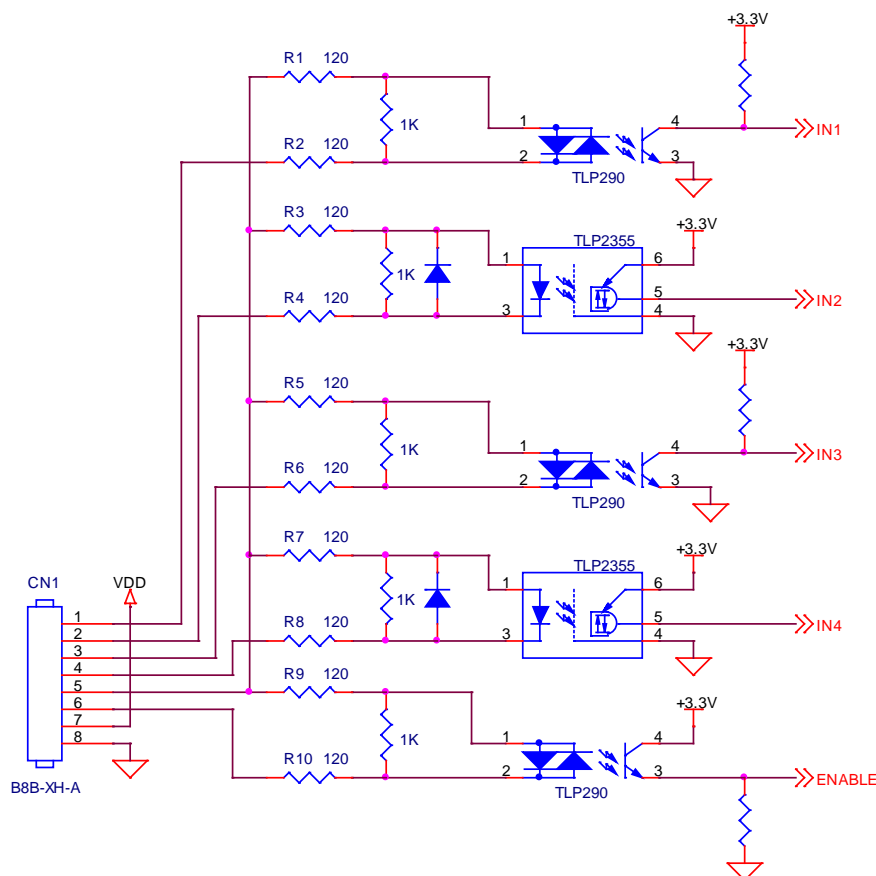 +3.3V
R1 120
1K
1
4
IN1
R2 120
2
3
TLP290
R3 120
+3.3V
TLP2355
1K
1
6
5
IN2
R4 120
3
4
+3.3V
R5 120
1K
1
4
IN3
R6 120
2
3
TLP290
R7 120
+3.3V
TLP2355
CN1
VDD
1K
1
6
5
IN4
R8 120
3
4
1
2
3
4
5
6
7
8
B8B-XH-A
R9 120
+3.3V
1K
1
4
R10 120
2
3
ENABLE
TLP290